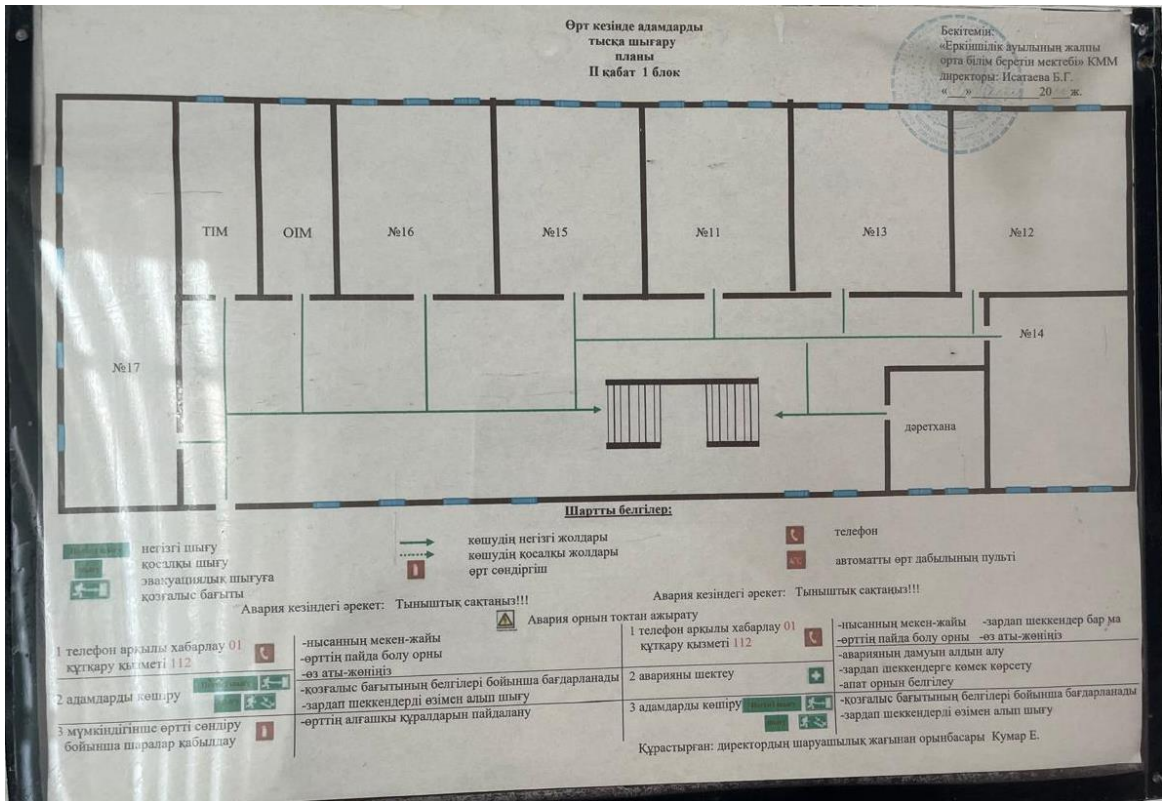 Өрт кезінде адамдарды
тысқа шығару
планы
II қабат 1 блок
Бекітемін:
«Еркіншілік ауылының жалпы
орта білім беретін мектебі» КММ
директоры: Исатаева Б.Г.
« » 20 ж.
ТІМ
ОІМ
№16
№15
№11
№13
№12
№17
№14
дәретхана
Шартты белгілер:
негізгі шығу
қосалқы шығу
эвакуациялық шығуға
қозғалыс бағыты
көшудің негізгі жолдары
көшудің қосалқы жолдары
өрт сөндіргіш
телефон
автоматты өрт дабылының пульті
Авария кезіндегі әрекет: Тыныштық сақтаңыз!!!
1 телефон арқылы хабарлау 01
құтқару қызметі 112
-нысанның мекен-жайы
-өрттің пайда болу орны
-өз аты-жөніңіз
2 адамдарды көшіру
-қозғалыс бағытының белгілері бойынша бағдарланады
-зардап шеккендерді өзімен алып шығу
3 мүмкіндігінше өртті сөндіру
бойынша шаралар қабылдау
-өрттің алғашқы құралдарын пайдалану
Авария кезіндегі әрекет: Тыныштық сақтаңыз!!!
Авария орнын токтан ажырату
1 телефон арқылы хабарлау 01
құтқару қызметі 112
-нысанның мекен-жайы -зардап шеккендер бар ма
-өрттің пайда болу орны -өз аты-жөніңіз
2 аварияны шектеу
-аварияның дамуын алдын алу
-зардап шеккендерге көмек көрсету
-апат орнын белгілеу
3 адамдарды көшіру
-қозғалыс бағытының белгілері бойынша бағдарланады
-зардап шеккендерді өзімен алып шығу
Құрастырған: директордың шаруашылық жағынан орынбасары Кумар Е.